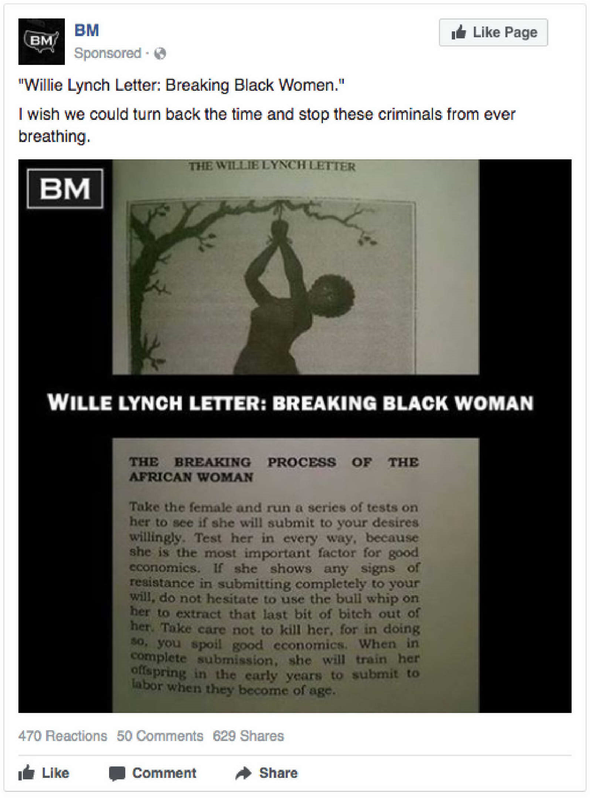 BM
BM
Sponsored ·
Like Page
"Willie Lynch Letter: Breaking Black Women."
I wish we could turn back the time and stop these criminals from ever
breathing.
BM
THE WILLIE LYNCH LETTER
WILLE LYNCH LETTER: BREAKING BLACK WOMAN
THE BREAKING PROCESS OF THE
AFRICAN WOMAN
Take the female and run a series of tests on
her to see if she will submit to your desires
willingly. Test her in every way, because
she is the most important factor for good
economics. If she shows any signs of
resistance in submitting completely to your
will, do not hesitate to use the bull whip on
her to extract that last bit of bitch out of
her. Take care not to kill her, for in doing
so, you spoil good economics. When in
complete submission, she will train her
offspring in the early years to submit to
labor when they become of age.
470 Reactions 50 Comments 629 Shares
Like Comment Share